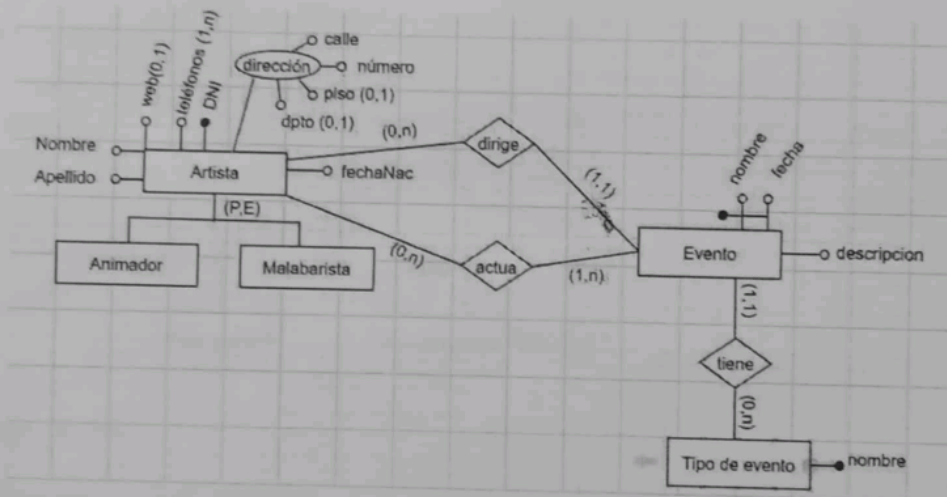 web(0,1)
teléfonos (1,n)
DNI
dirección
calle
número
piso (0,1)
dpto (0,1)
Nombre
Apellido
Artista
fechaNac
(P,E)
Animador
Malabarista
(0,n)
dirige
(1,1)
(0,n)
actua
(1,n)
nombre
fecha
Evento
descripcion
(1,1)
tiene
(0,n)
Tipo de evento
nombre